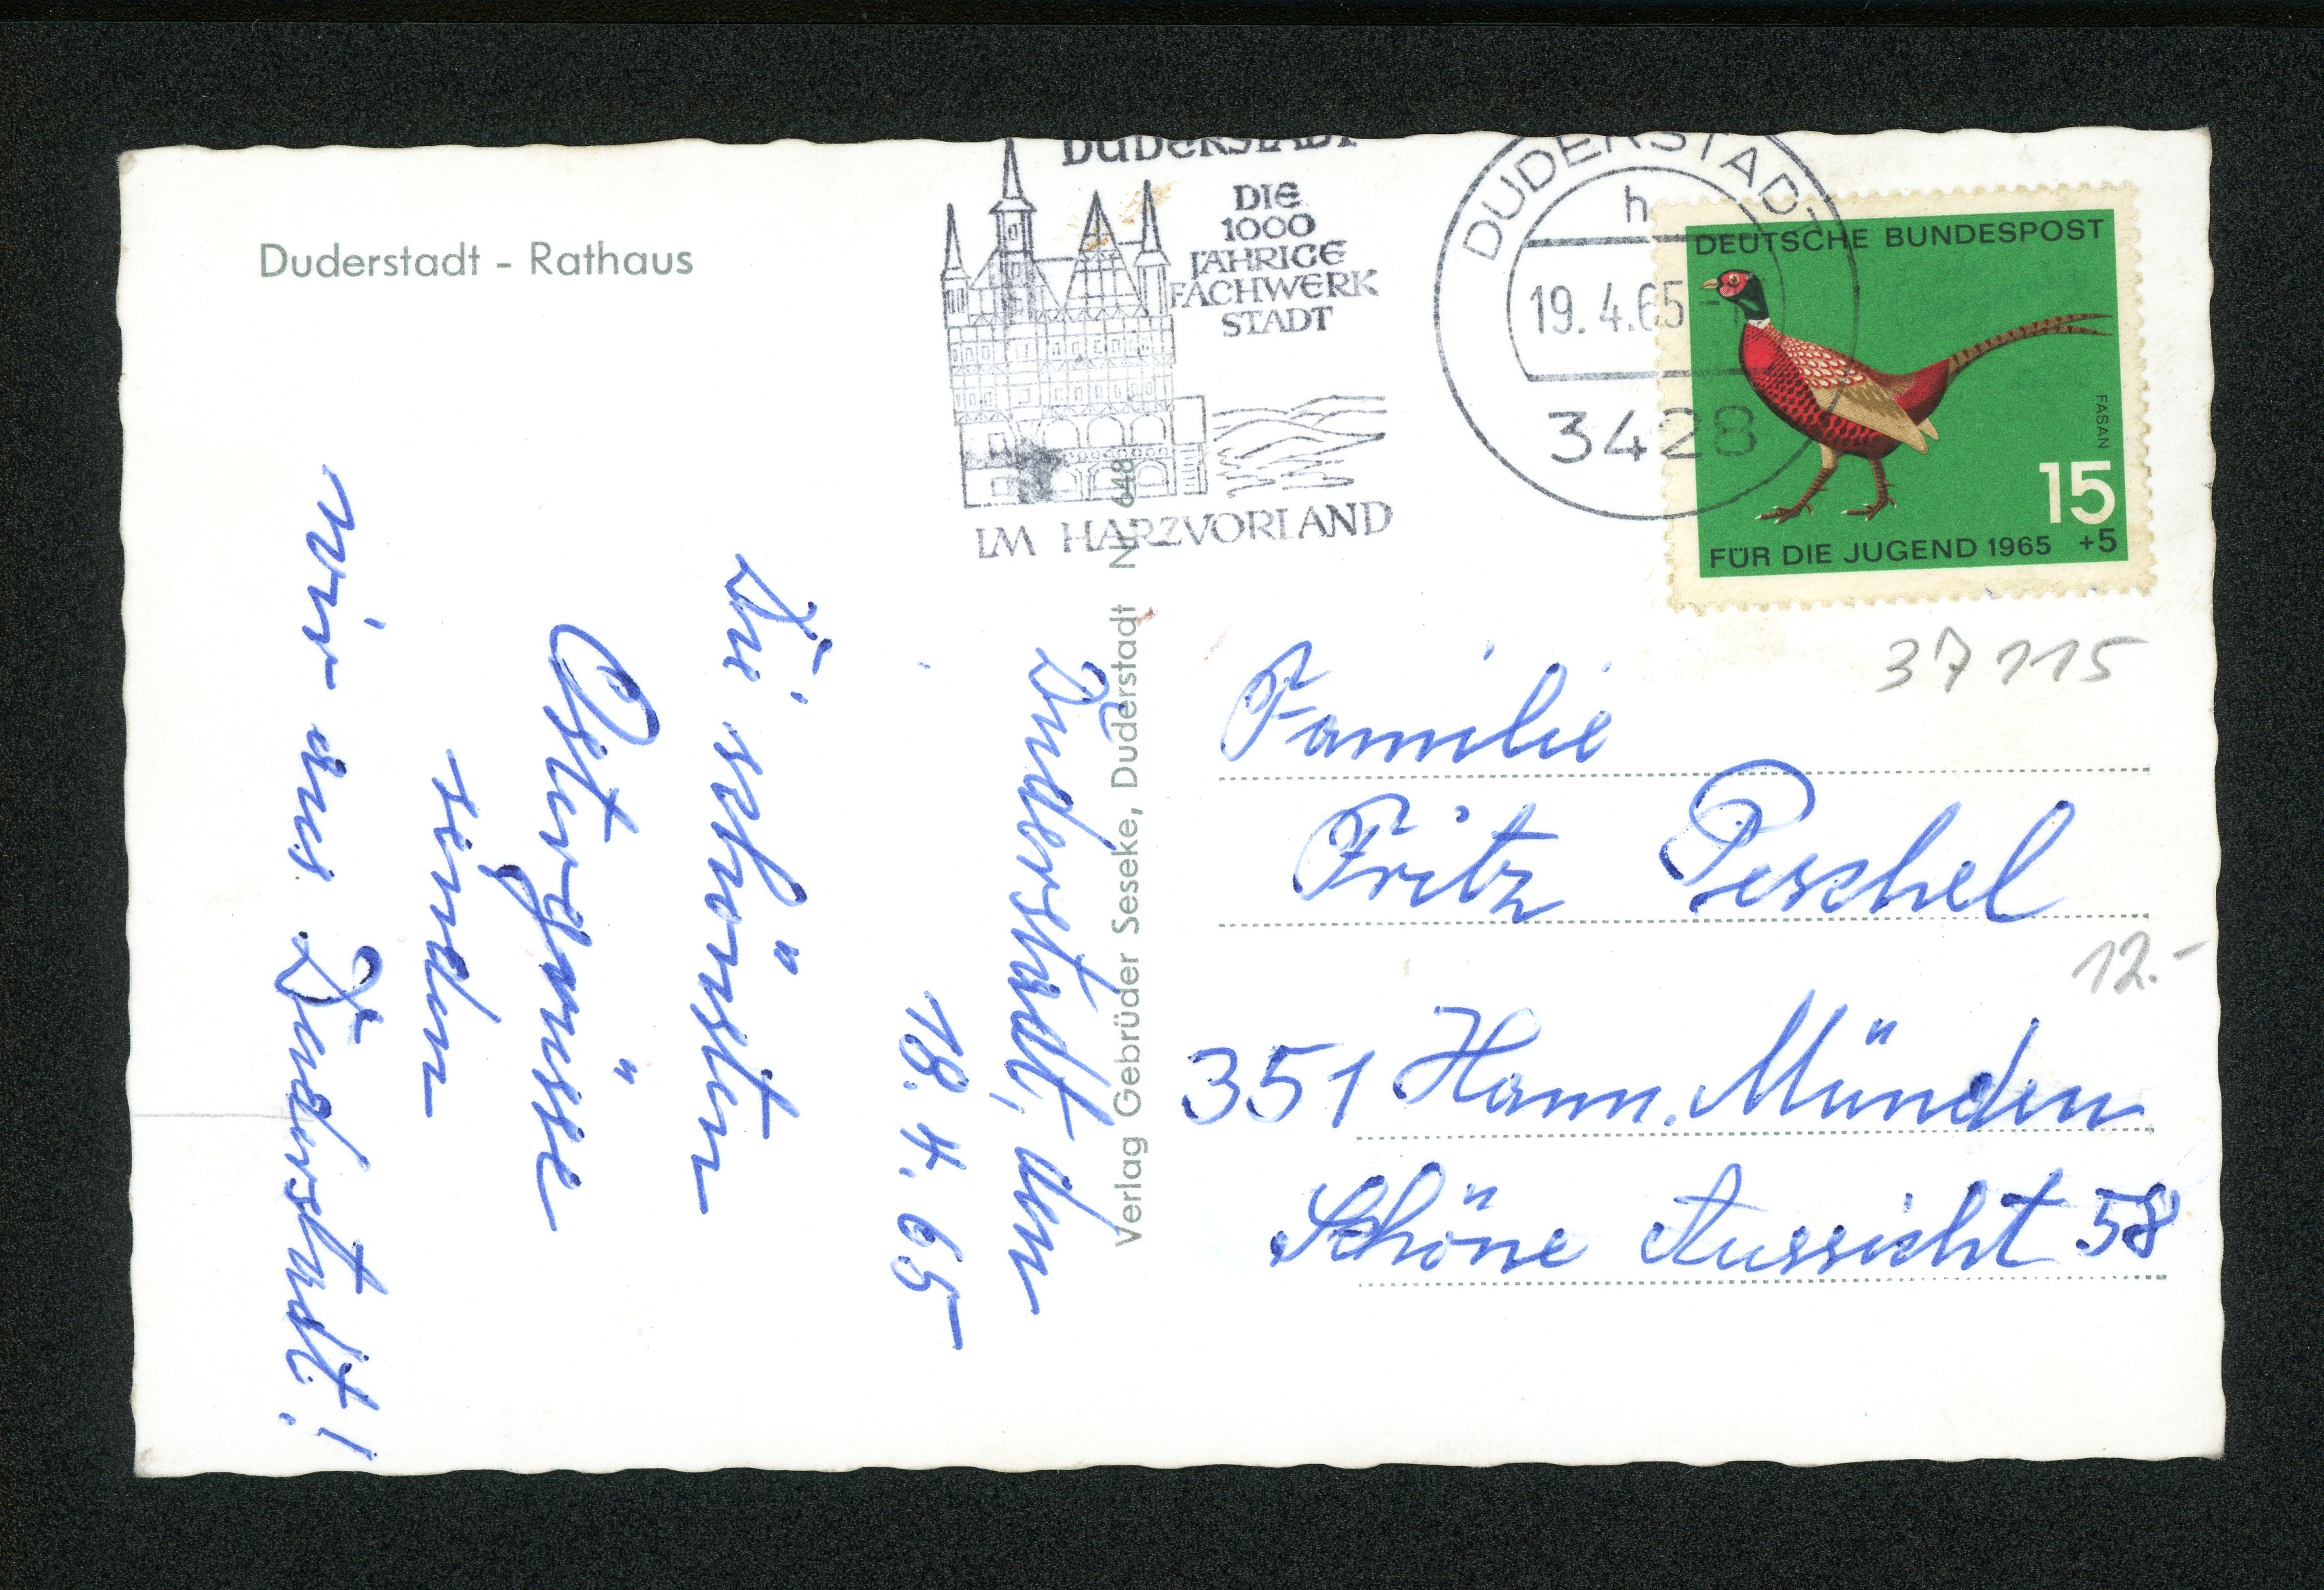 Duderstadt - Rathaus
DUDERSTADT
DIE
1000
JÄHRIGE
FACHWERK
STADT
IM HARZVORLAND
DUDERSTADT
h
19.4.65
3428
DEUTSCHE BUNDESPOST
FASAN
15
+5
FÜR DIE JUGEND 1965
37115
Duderstadt, den
18. 4. 65
Die schönsten
Ostergrüsse
senden
wir aus Duderstadt!
Verlag Gebrüder Seseke, Duderstadt Nr. 648
Familie
Fritz Peschel
12.-
351 Hann. Münden
Schöne Aussicht 58